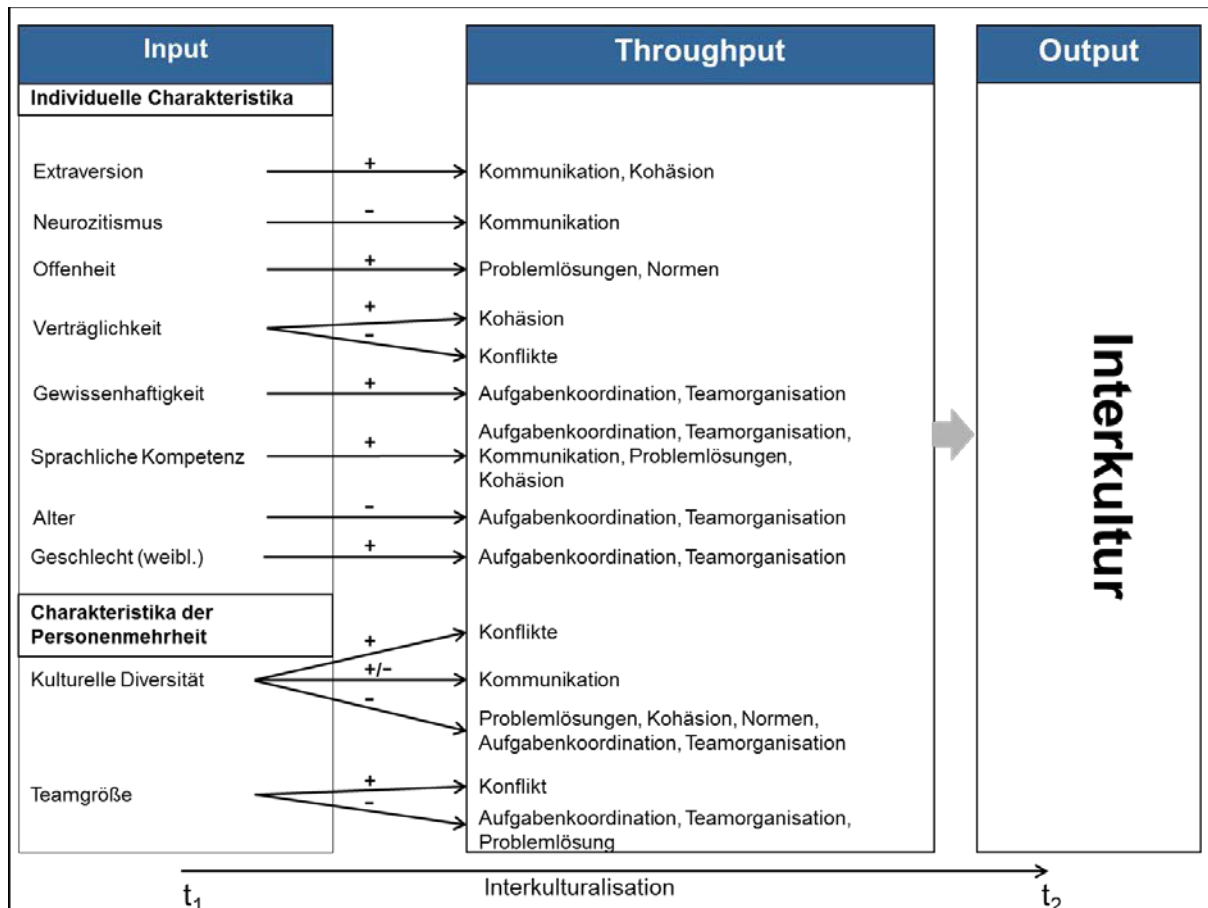 Input
Throughput
Output
Individuelle Charakteristika
Extraversion
+
Kommunikation, Kohäsion
Neurozitismus
-
Kommunikation
Offenheit
+
Problemlösungen, Normen
Verträglichkeit
+
Kohäsion
-
Konflikte
Gewissenhaftigkeit
+
Aufgabenkoordination, Teamorganisation
Sprachliche Kompetenz
+
Aufgabenkoordination, Teamorganisation,
Kommunikation, Problemlösungen,
Kohäsion
Alter
-
Aufgabenkoordination, Teamorganisation
Geschlecht (weibl.)
+
Aufgabenkoordination, Teamorganisation
Charakteristika der
Personenmehrheit
Kulturelle Diversität
+
Konflikte
+/-
Kommunikation
-
Problemlösungen, Kohäsion, Normen,
Aufgabenkoordination, Teamorganisation
Teamgröße
+
Konflikt
-
Aufgabenkoordination, Teamorganisation,
Problemlösung
Interkultur
t1
Interkulturalisation
t2